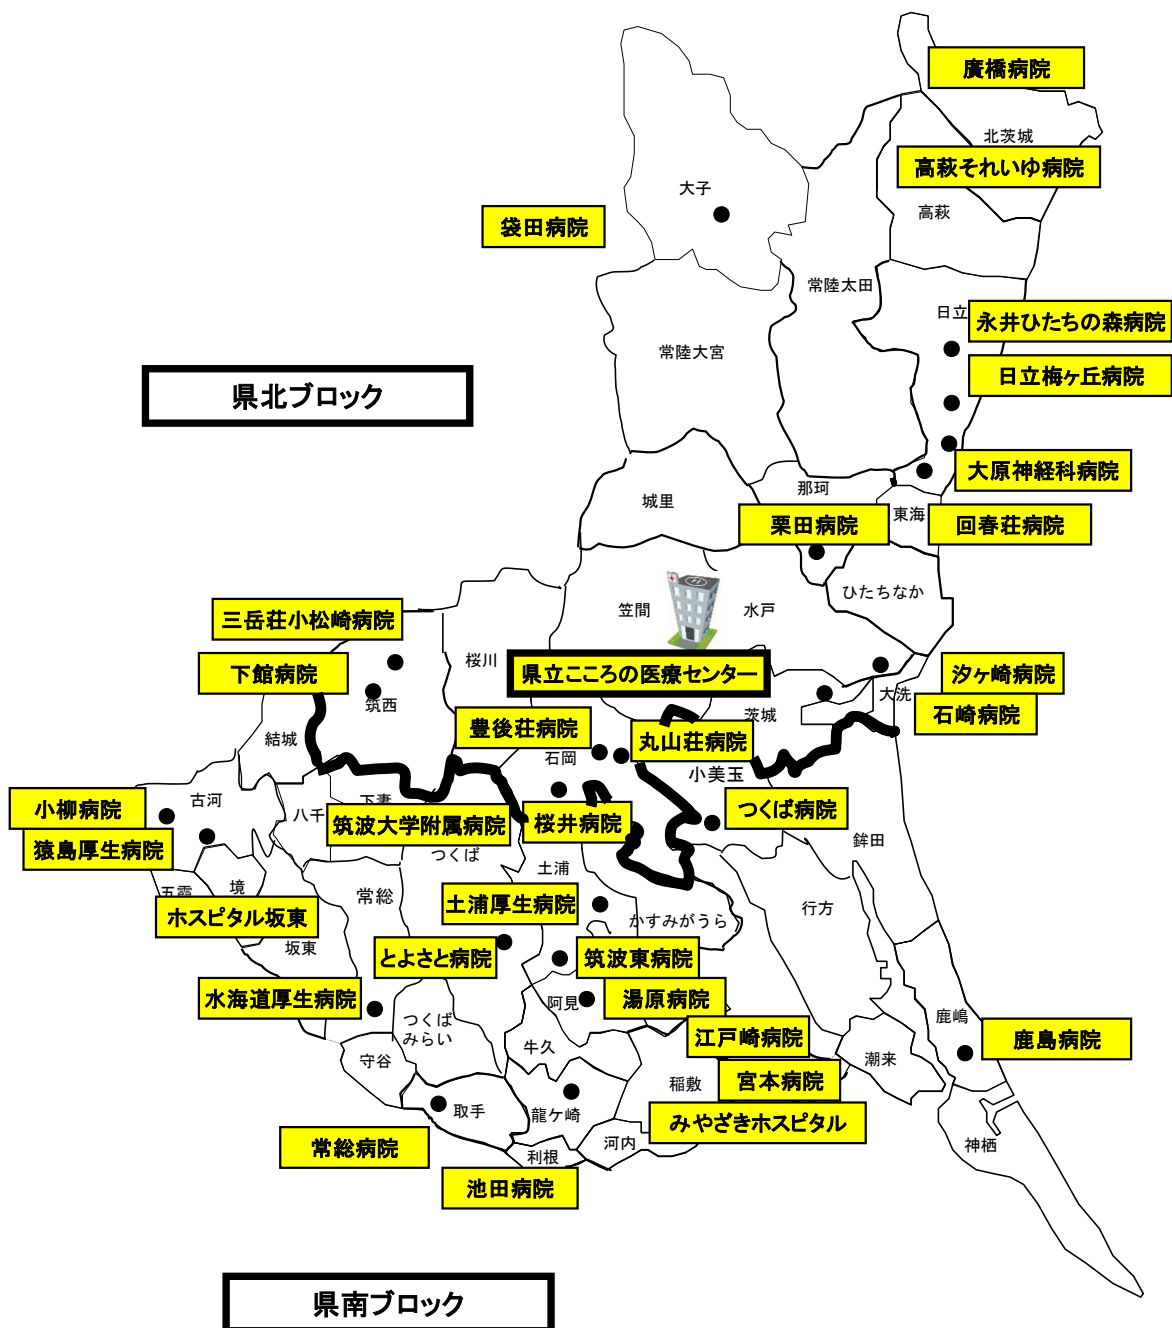 廣橋病院
北茨城
高萩それいゆ病院
大子
高萩
袋田病院
常陸太田
日立
永井ひたちの森病院
常陸大宮
日立梅ヶ丘病院
県北ブロック
大原神経科病院
那珂
城里
東海
栗田病院
回春荘病院
ひたちなか
笠間
水戸
三岳荘小松崎病院
桜川
下館病院
県立こころの医療センター
汐ヶ崎病院
大洗
筑西
石崎病院
茨城
豊後荘病院
丸山荘病院
結城
石岡
小美玉
古河
小柳病院
八千
下妻
筑波大学附属病院
桜井病院
つくば病院
猿島厚生病院
つくば
鉾田
土浦
五霞
境
常総
土浦厚生病院
行方
ホスピタル坂東
かすみがうら
坂東
とよさと病院
筑波東病院
水海道厚生病院
阿見
湯原病院
つくば
みらい
鹿嶋
江戸崎病院
鹿島病院
牛久
守谷
潮来
稲敷
宮本病院
取手
龍ケ崎
みやざきホスピタル
河内
常総病院
利根
神栖
池田病院
県南ブロック